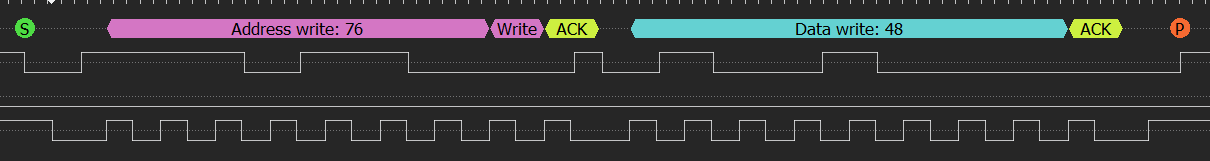 S Address write: 76 Write ACK Data write: 48 ACK P